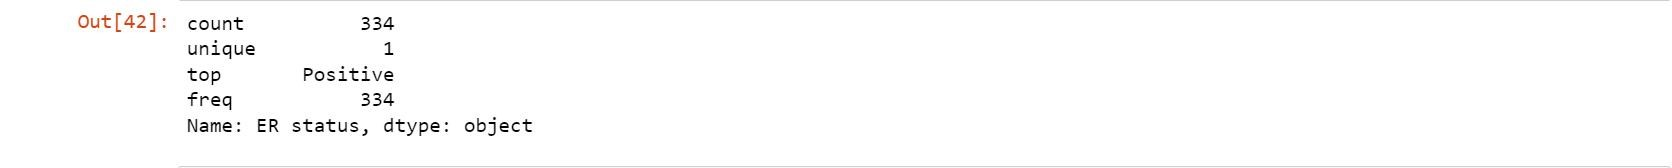 Out[42]: count 334
unique 1
top Positive
freq 334
Name: ER status, dtype: object